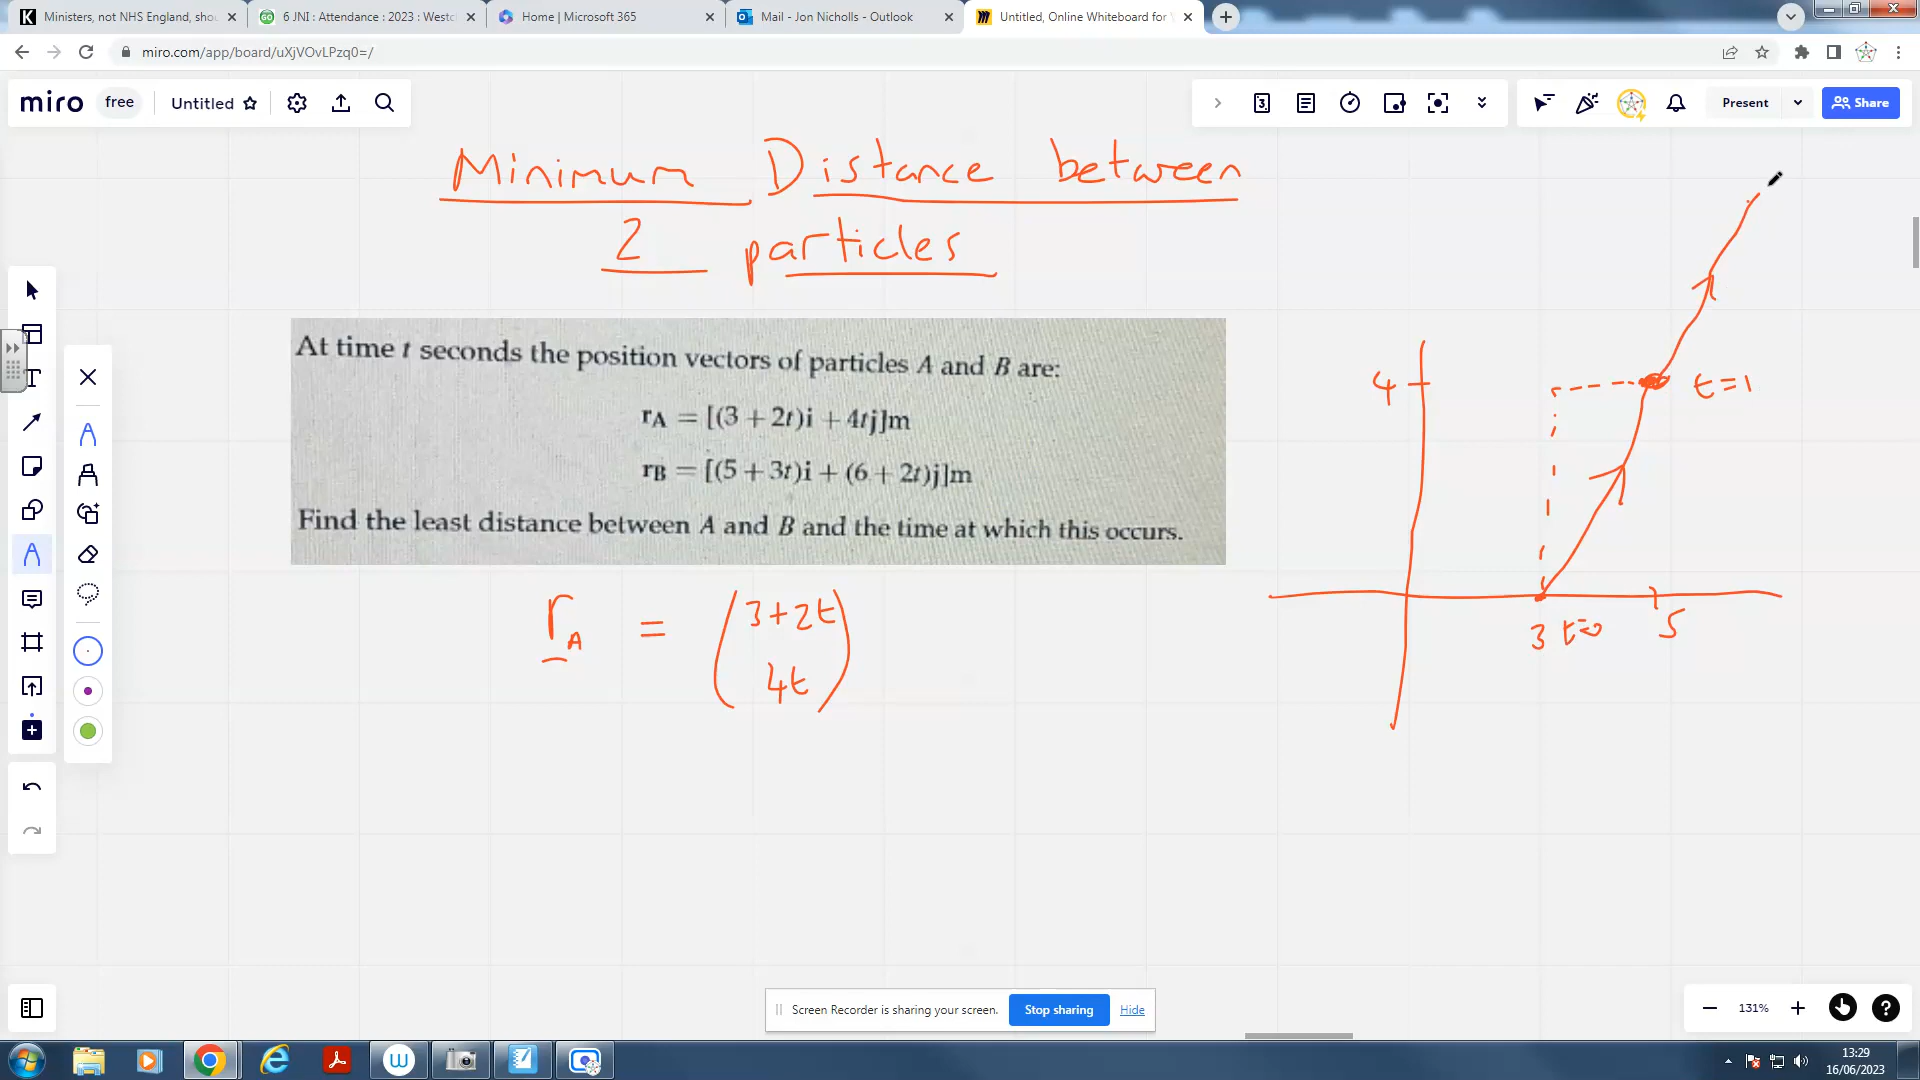 Ministers, not NHS England, shou
6 JNI : Attendance : 2023 : Westc
Home | Microsoft 365
Mail - Jon Nicholls - Outlook
Untitled, Online Whiteboard for
miro.com/app/board/uXjVOvLPzq0=/
miro free Untitled
Present
Share
Minimum Distance between
2 particles
At time t seconds the position vectors of particles A and B are:
rA = [(3 + 2t)i + 4tj]m
rB = [(5 + 3t)i + (6 + 2t)j]m
Find the least distance between A and B and the time at which this occurs.
r_A = (3+2t
4t)
4
t=1
3 t=0 5
Screen Recorder is sharing your screen. Stop sharing Hide
131%
13:29
16/06/2023